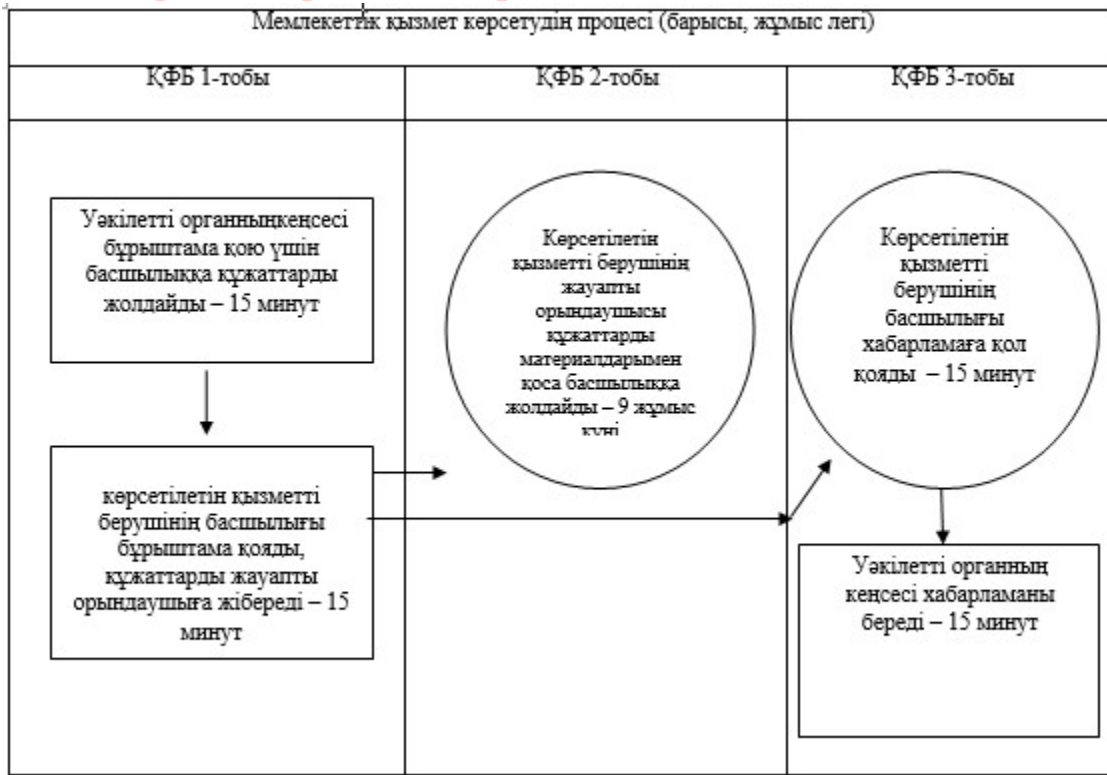 Мемлекеттік қызмет көрсетудің процесі (барысы, жұмыс легі)
ҚФБ 1-тобы
ҚФБ 2-тобы
ҚФБ 3-тобы
Уәкілетті органныңкеңсесі
бұрыштама қою үшін
басшылыққа құжаттарды
жолдайды – 15 минут
көрсетілетін қызметті
берушінің басшылығы
бұрыштама қояды,
құжаттарды жауапты
орындаушыға жібереді – 15
минут
Көрсетілетін
қызметті берушінің
жауапты
орындаушысы
құжаттарды
материалдарымен
қоса басшылыққа
жолдайды – 9 жұмыс
күні
Көрсетілетін
қызметті
берушінің
басшылығы
хабарламаға қол
қояды – 15 минут
Уәкілетті органның
кеңсесі хабарламаны
береді – 15 минут